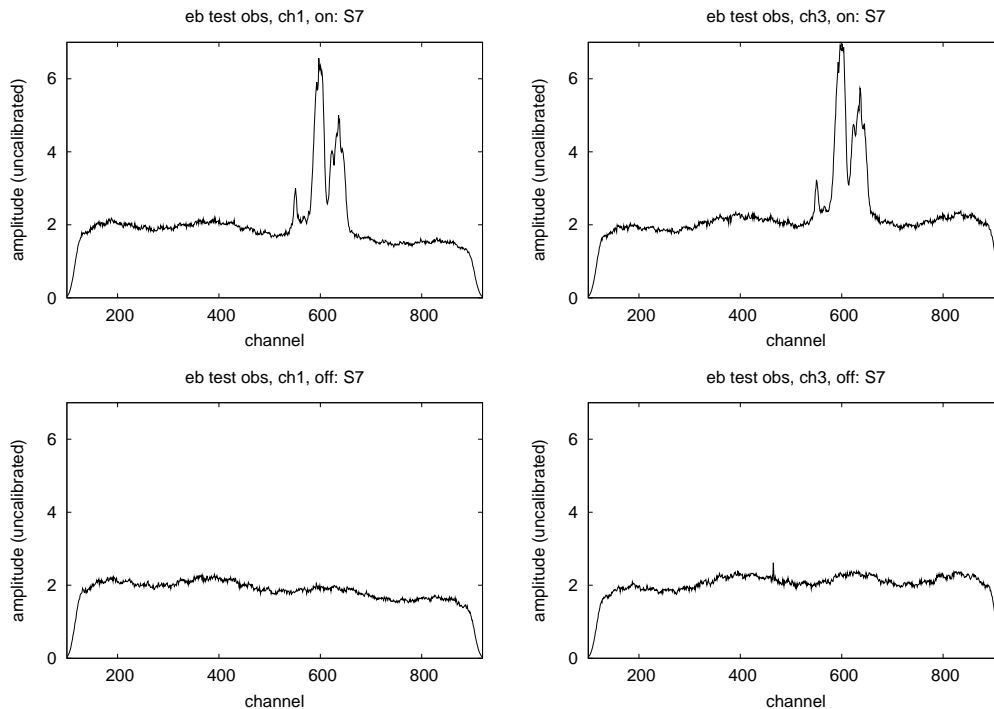 eb test obs, ch1, on: S7
amplitude (uncalibrated)
6
4
2
0
200 400 600 800
channel
eb test obs, ch3, on: S7
amplitude (uncalibrated)
6
4
2
0
200 400 600 800
channel
eb test obs, ch1, off: S7
amplitude (uncalibrated)
6
4
2
0
200 400 600 800
channel
eb test obs, ch3, off: S7
amplitude (uncalibrated)
6
4
2
0
200 400 600 800
channel